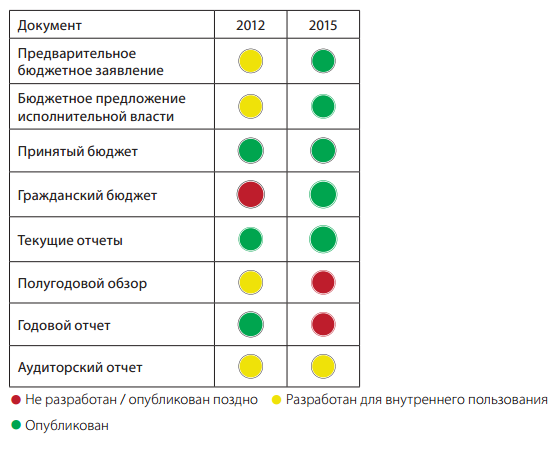 Документ 2012 2015
Предварительное
бюджетное заявление
Бюджетное предложение
исполнительной власти
Принятый бюджет
Гражданский бюджет
Текущие отчеты
Полугодовой обзор
Годовой отчет
Аудиторский отчет
Не разработан / опубликован поздно Разработан для внутреннего пользования
Опубликован